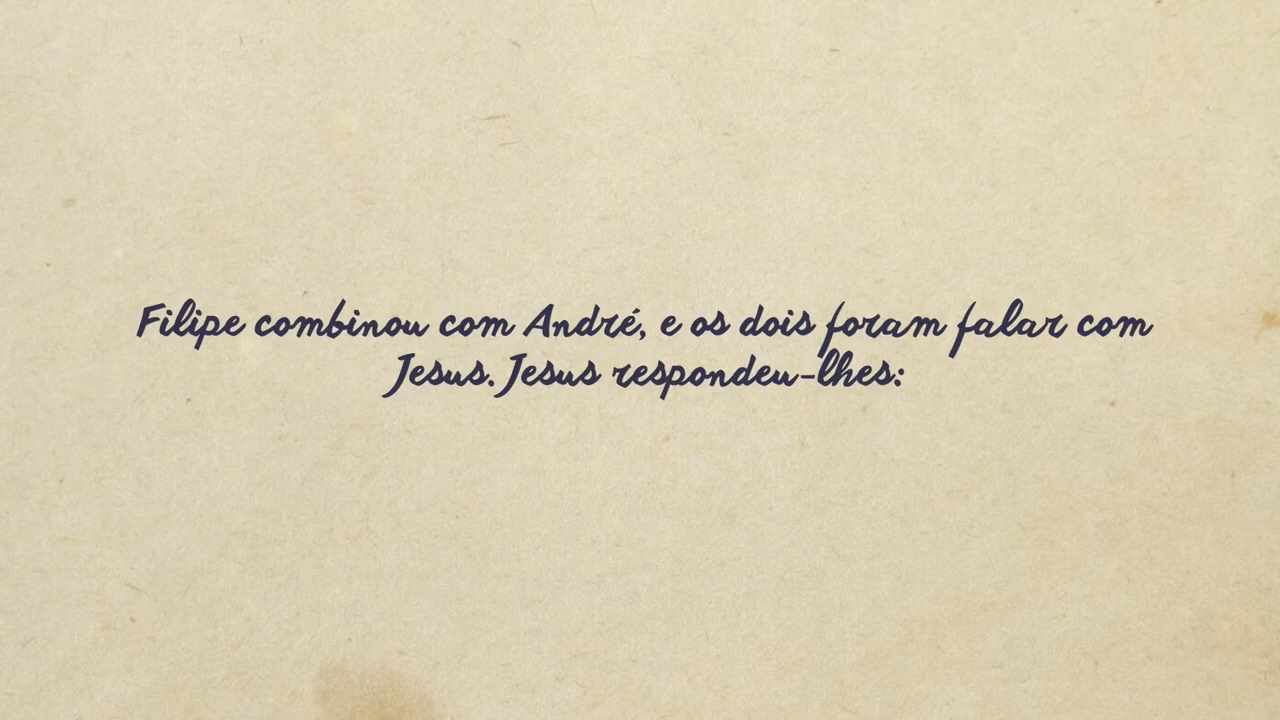 Filipe combinou com André, e os dois foram falar com
Jesus. Jesus respondeu-lhes: